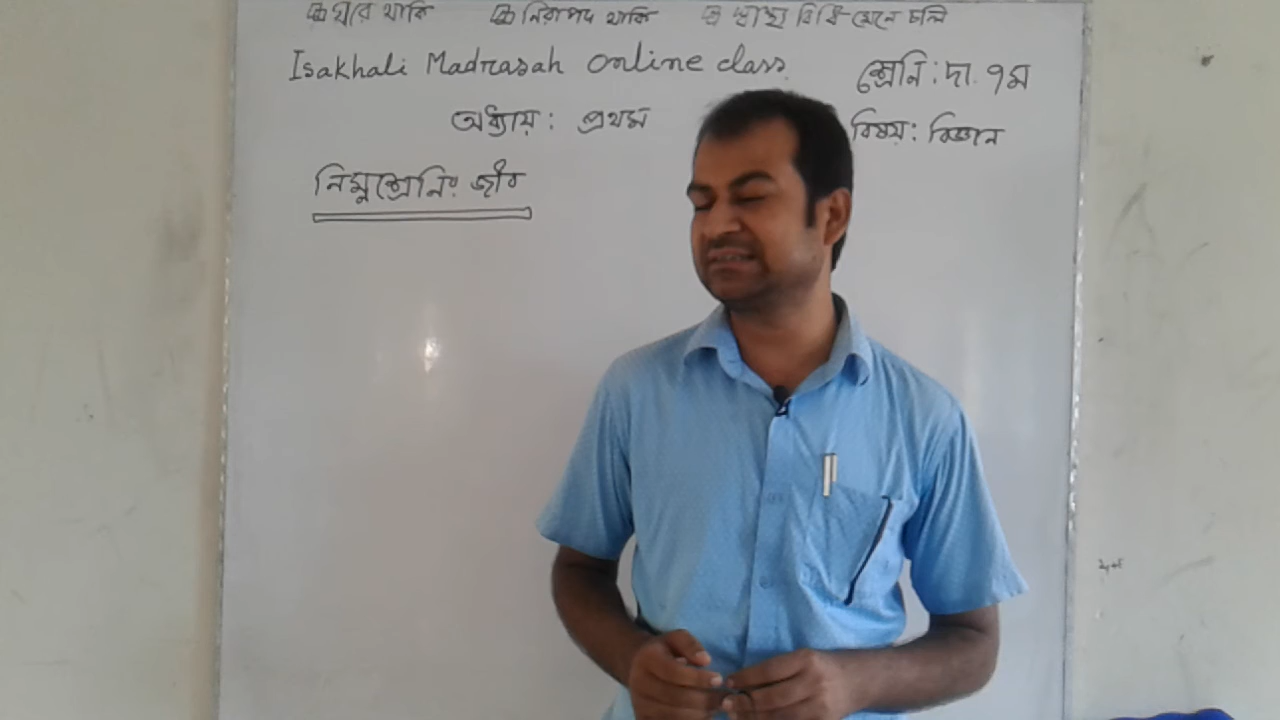 ঘরে থাকি নিরাপদ থাকি স্বাস্থ্য বিধি মেনে চলি
Isakhali Madrasah online class
শ্রেনি : দা. ৭ম
অধ্যায় : প্রথম
বিষয় : বিজ্ঞান
নিম্নশ্রেনির জীব